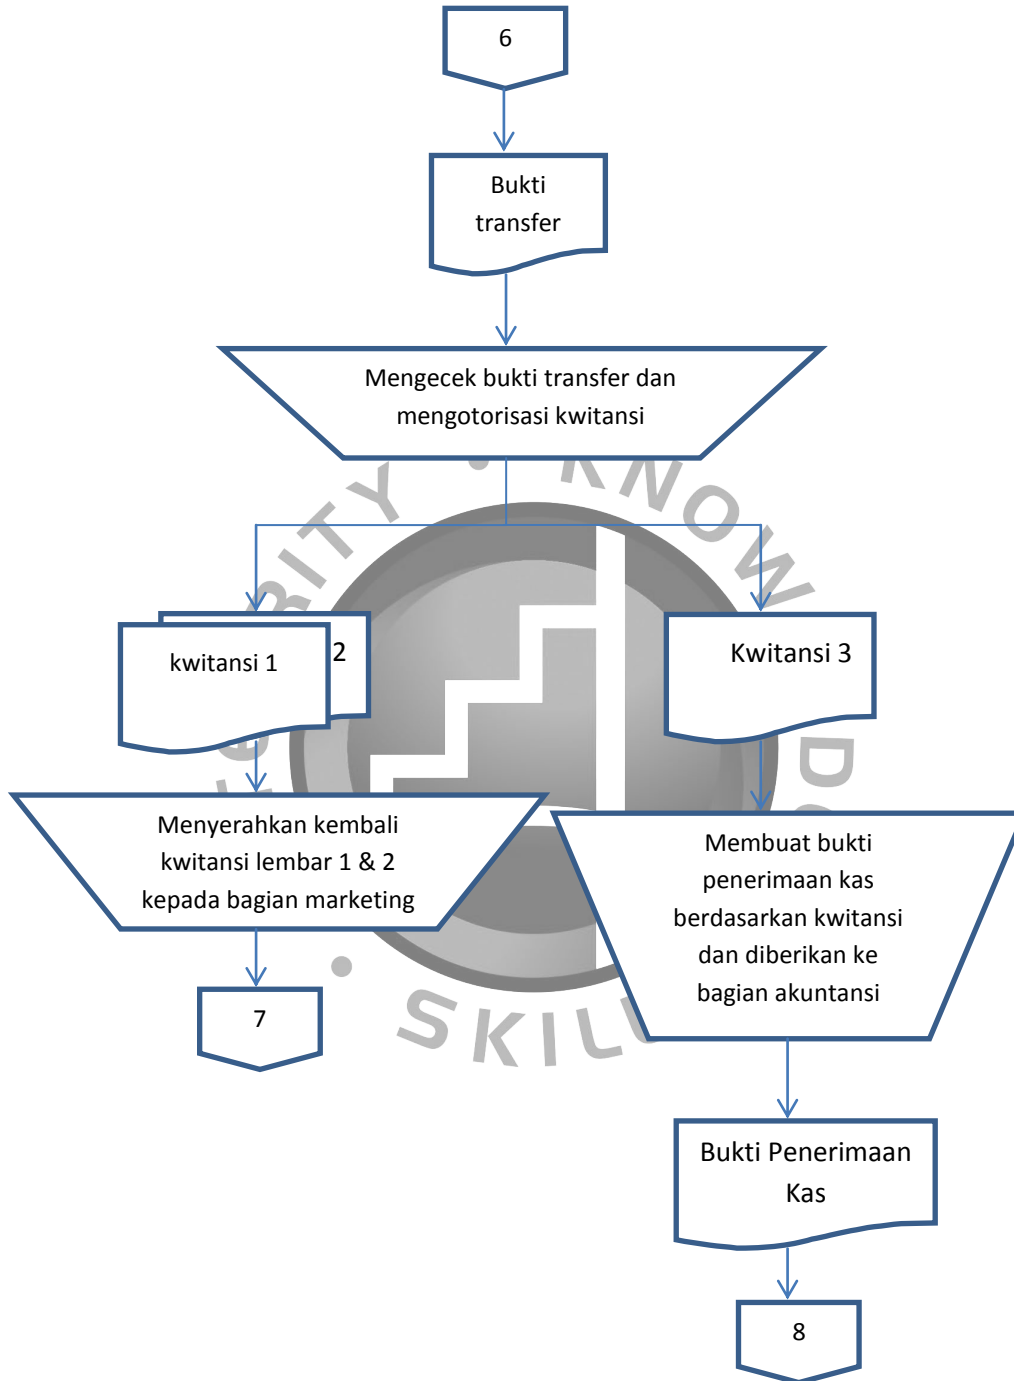 6
Bukti
transfer
Mengecek bukti transfer dan
mengotorisasi kwitansi
kwitansi 1
2
Kwitansi 3
Menyerahkan kembali
kwitansi lembar 1 & 2
kepada bagian marketing
Membuat bukti
penerimaan kas
berdasarkan kwitansi
dan diberikan ke
bagian akuntansi
7
Bukti Penerimaan
Kas
8